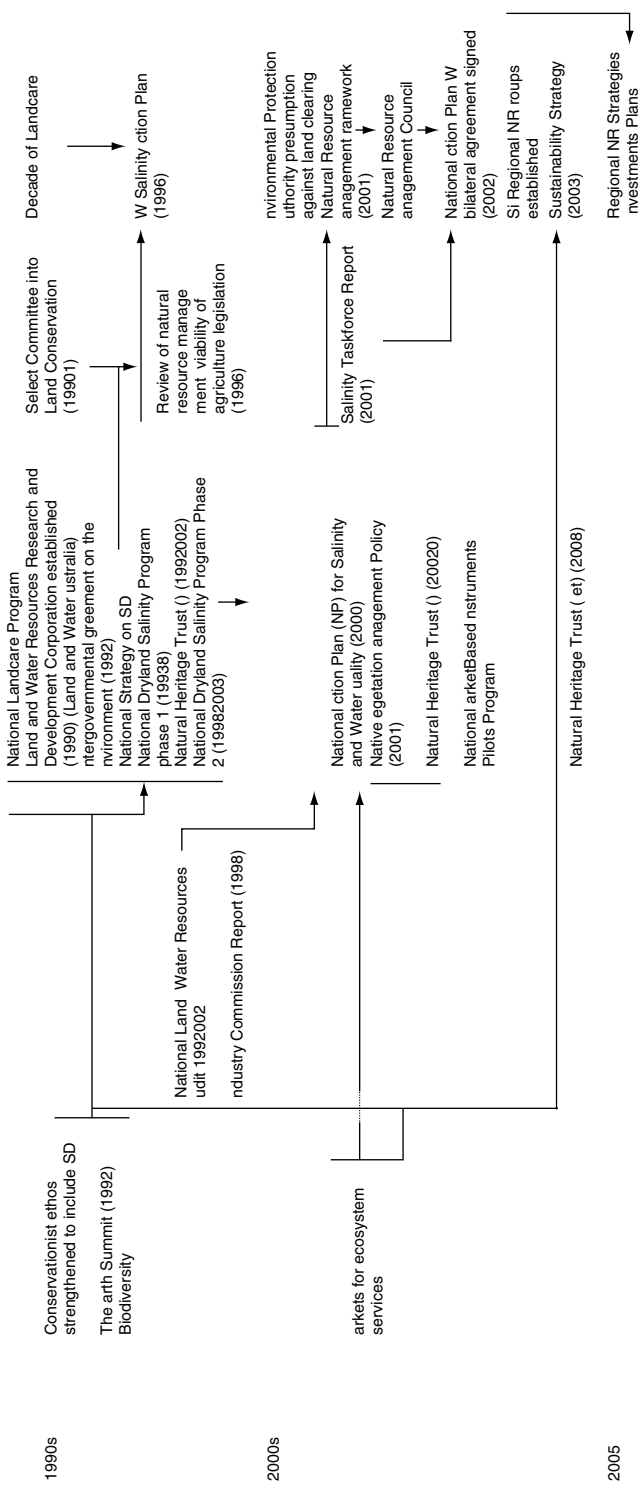 1990s
2000s
2005
Conservationist ethos
strengthened to include SD
The arth Summit (1992)
Biodiversity
arkets for ecosystem
services
National Land Water Resources
udit 1992002
ndustry Commission Report (1998)
National Landcare Program
Land and Water Resources Research and
Development Corporation established
(1990) (Land and Water ustralia)
ntergovernmental greement on the
nvironment (1992)
National Strategy on SD
National Dryland Salinity Program
phase 1 (19938)
Natural Heritage Trust () (1992002)
National Dryland Salinity Program Phase
2 (19982003)
National ction Plan (NP) for Salinity
and Water uality (2000)
Native egetation anagement Policy
(2001)
Natural Heritage Trust () (20020)
National arketBased nstruments
Pilots Program
Natural Heritage Trust ( et) (2008)
Select Committee into
Land Conservation
(19901)
Review of natural
resource manage
ment viability of
agriculture legislation
(1996)
Salinity Taskforce Report
(2001)
Decade of Landcare
W Salinity ction Plan
(1996)
nvironmental Protection
uthority presumption
against land clearing
Natural Resource
anagement ramework
(2001)
Natural Resource
anagement Council
National ction Plan W
bilateral agreement signed
(2002)
Si Regional NR roups
established
Sustainability Strategy
(2003)
Regional NR Strategies
nvestments Plans